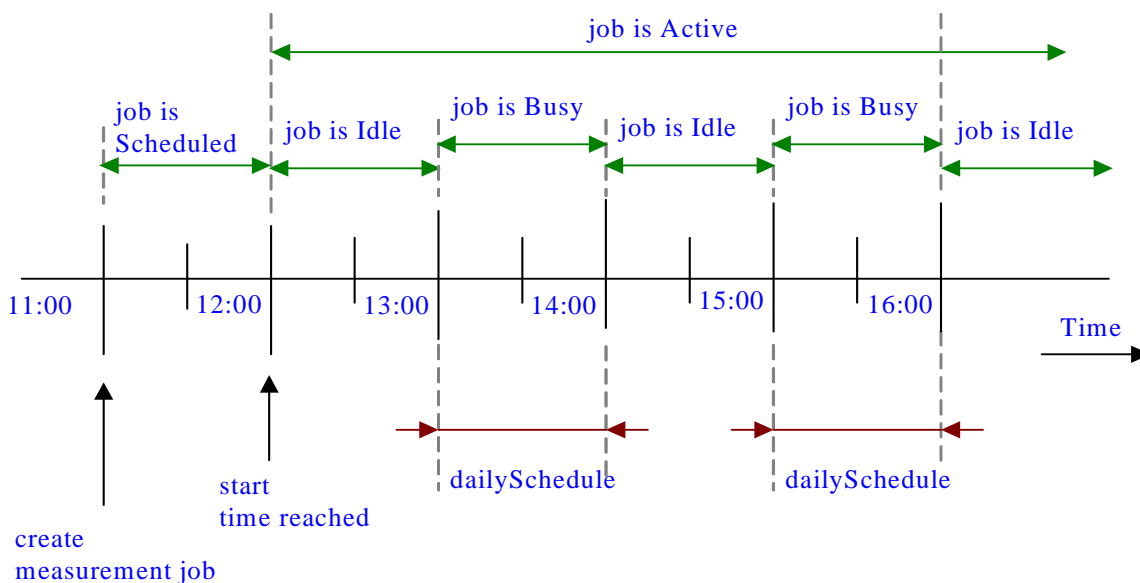 job is Active
job is
Scheduled
job is Idle
job is Busy
job is Idle
job is Busy
job is Idle
11:00
12:00
13:00
14:00
15:00
16:00
Time
dailySchedule
dailySchedule
start
time reached
create
measurement job